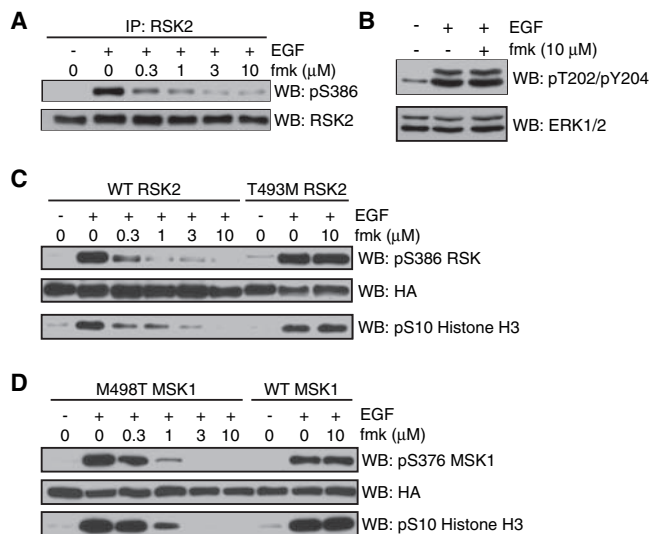 A
IP: RSK2
- + + + + + EGF
0 0 0.3 1 3 10 fmk (μM)
WB: pS386
WB: RSK2
B
- + + EGF
- - + fmk (10 μM)
WB: pT202/pY204
WB: ERK1/2
C
WT RSK2 T493M RSK2
- + + + + + - + + EGF
0 0 0.3 1 3 10 0 0 10 fmk (μM)
WB: pS386 RSK
WB: HA
WB: pS10 Histone H3
D
M498T MSK1 WT MSK1
- + + + + + - + + EGF
0 0 0.3 1 3 10 0 0 10 fmk (μM)
WB: pS376 MSK1
WB: HA
WB: pS10 Histone H3